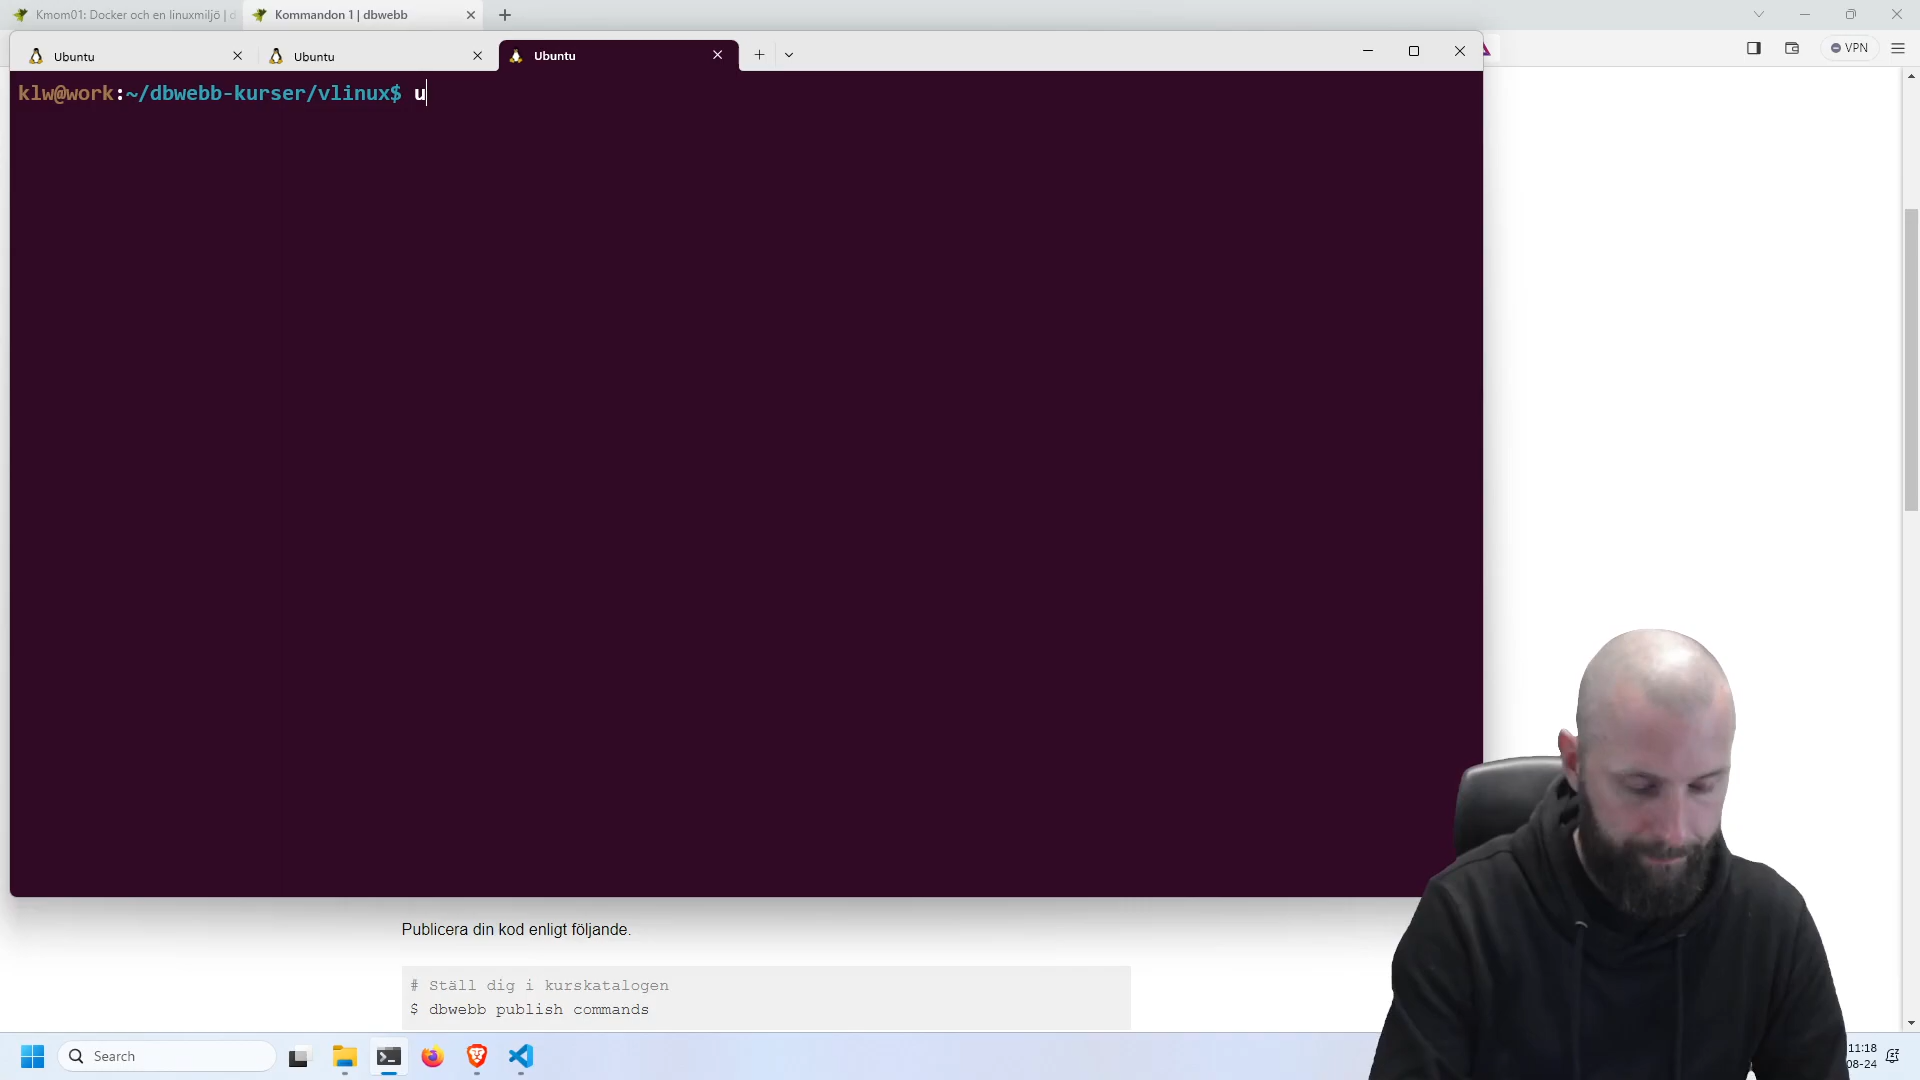 Kmom01: Docker och en linuxmiljö | d
Kommandon 1 | dbwebb
Ubuntu
Ubuntu
Ubuntu
VPN
klw@work:~/dbwebb-kurser/vlinux$ u
Publicera din kod enligt följande.
# Ställ dig i kurskatalogen
$ dbwebb publish commands
Search
11:18
08-24